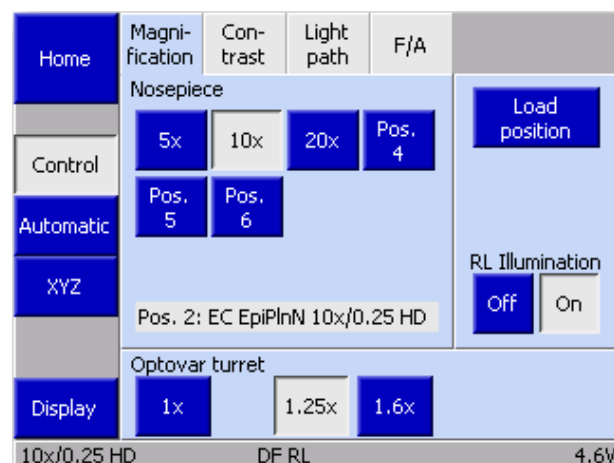 Home
Magni-
fication
Con-
trast
Light
path
F/A
Nosepiece
5x
10x
20x
Pos.
4
Pos.
5
Pos.
6
Load
position
Control
Automatic
XYZ
RL Illumination
Off
On
Pos. 2: EC EpiPlnN 10x/0.25 HD
Optovar turret
Display
1x
1.25x
1.6x
10x/0.25 HD
DF RL